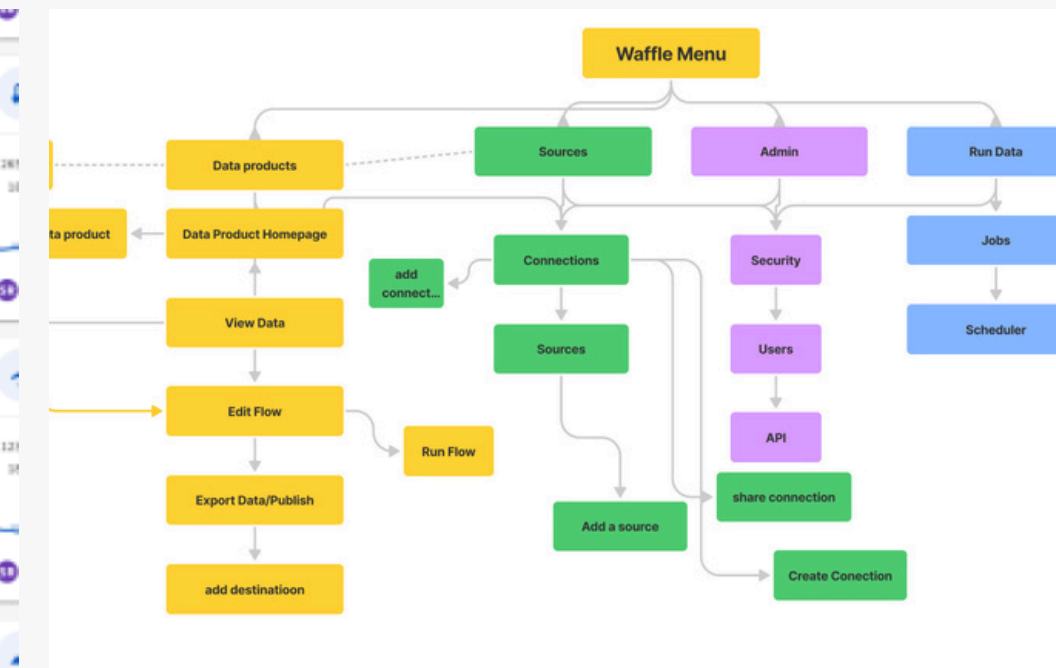 Waffle Menu
Data products
Sources
Admin
Run Data
ta product
Data Product Homepage
Connections
Security
Jobs
add
connect...
View Data
Sources
Users
Scheduler
Edit Flow
Run Flow
API
Export Data/Publish
share connection
Add a source
add destinatioon
Create Conection